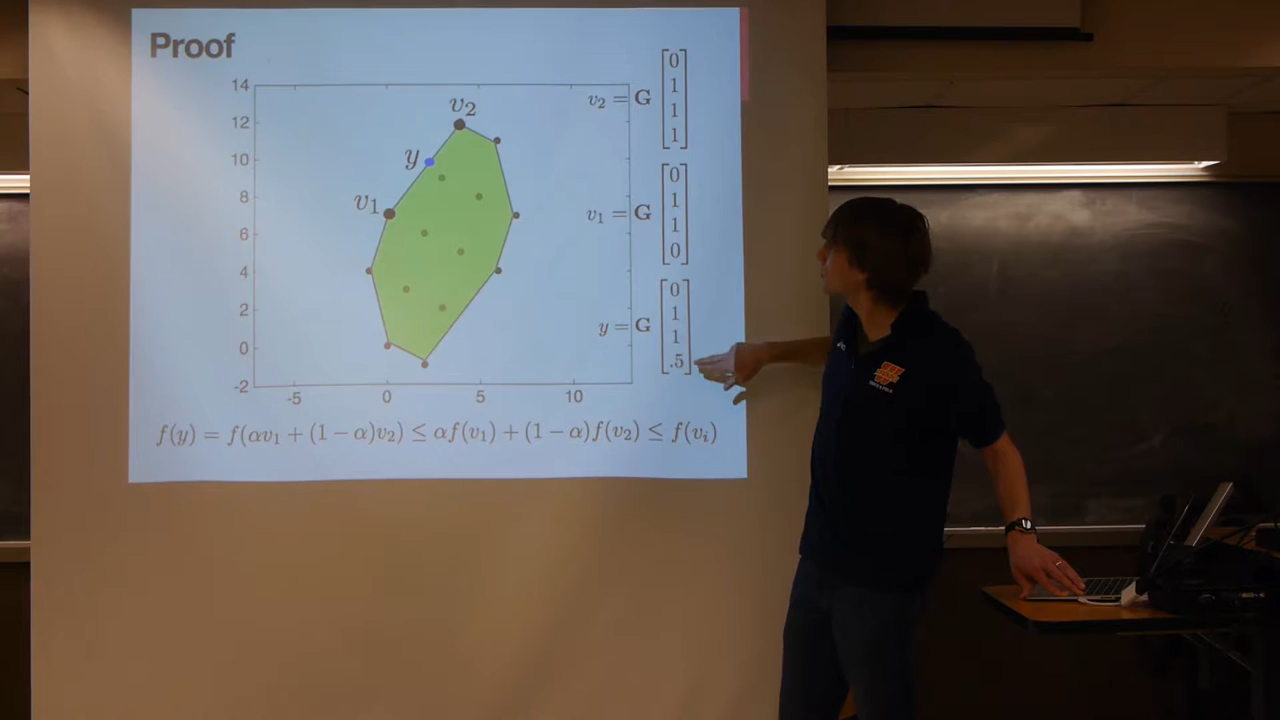 Proof
14
12
10
8
6
4
2
0
-2
-5
0
5
10
v₂
y
v₁
v₂ = G [0 1 1 1]
v₁ = G [0 1 1 0]
y = G [0 1 1 .5]
f(y) = f(αv₁ + (1 − α)v₂) ≤ αf(v₁) + (1 − α)f(v₂) ≤ f(vᵢ)